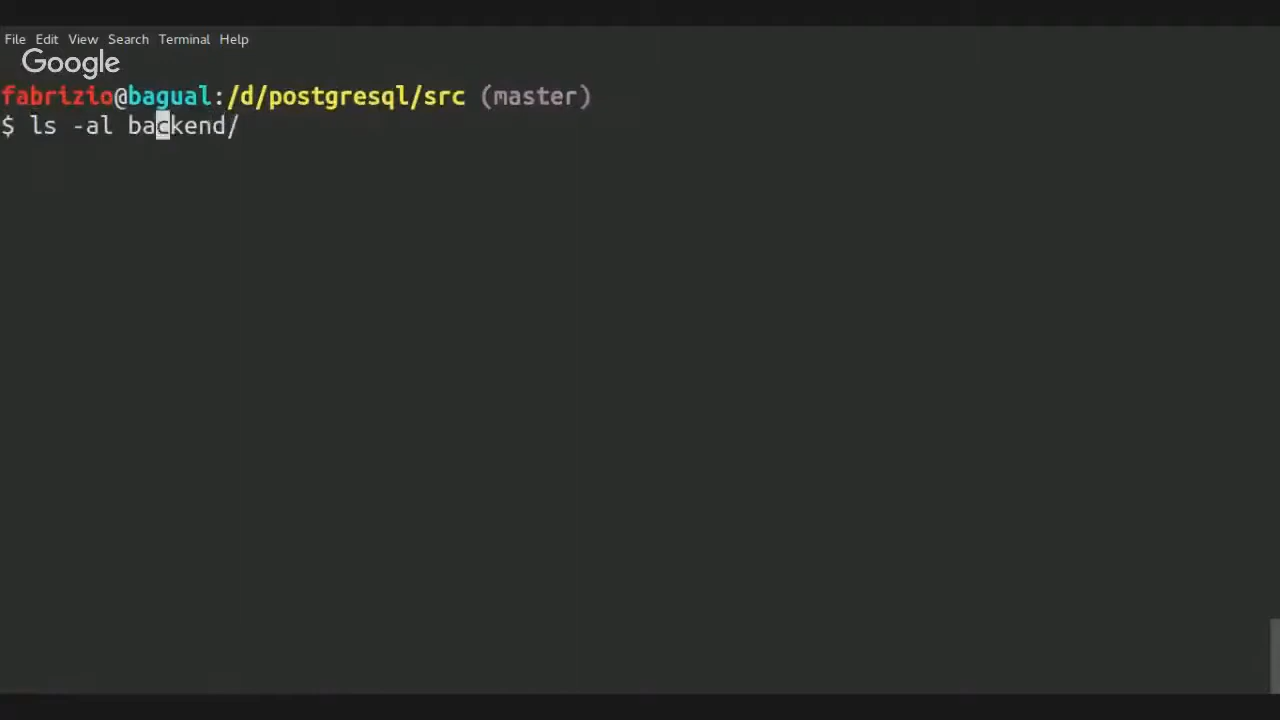 File Edit View Search Terminal Help
Google
fabrizio@bagual:/d/postgresql/src (master)
$ ls -al backend/